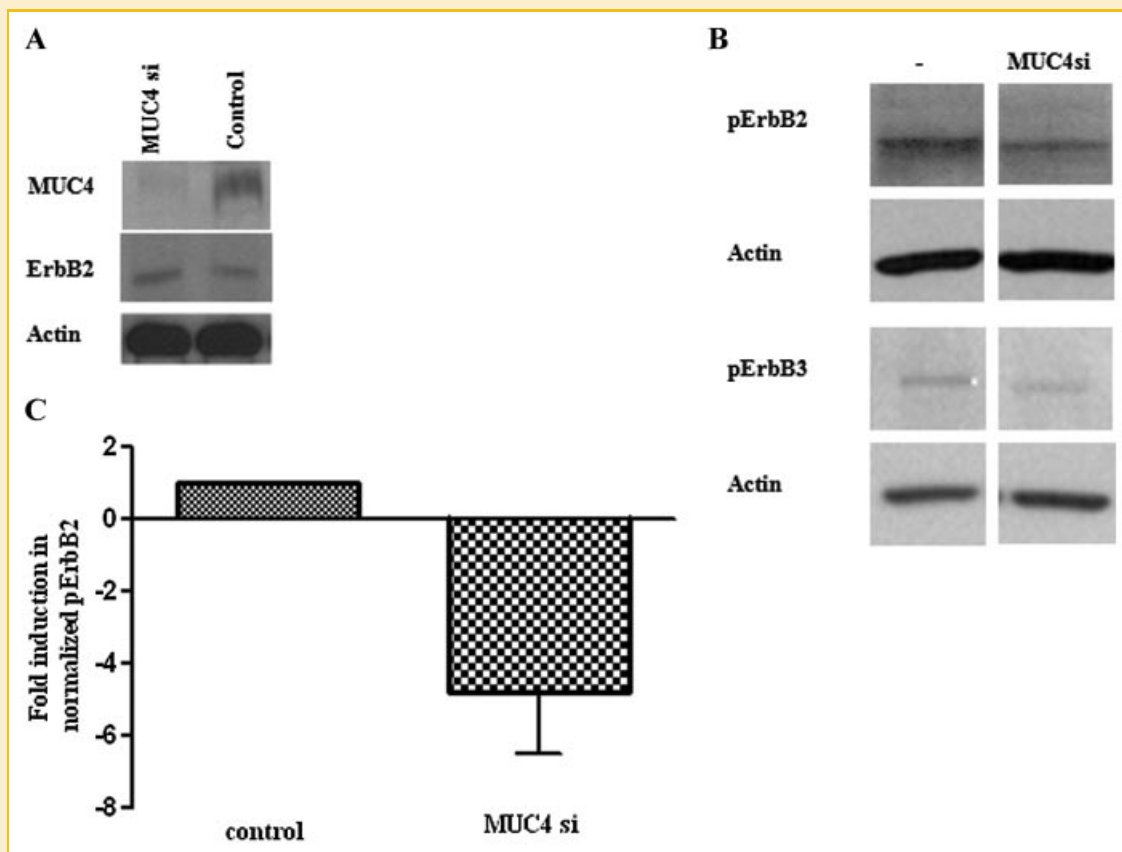 A
MUC4 si
Control
MUC4
ErbB2
Actin
B
-
MUC4si
pErbB2
Actin
pErbB3
Actin
C
Fold induction in
normalized pErbB2
2
0
-2
-4
-6
-8
control
MUC4 si